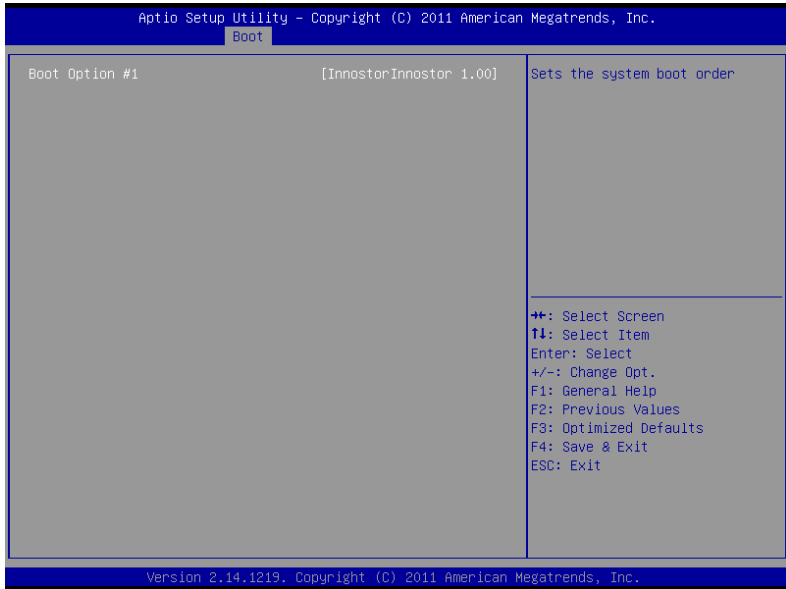 Aptio Setup Utility – Copyright (C) 2011 American Megatrends, Inc.
Boot
Boot Option #1 [InnostorInnostor 1.00]
Sets the system boot order
→←: Select Screen
↑↓: Select Item
Enter: Select
+/-: Change Opt.
F1: General Help
F2: Previous Values
F3: Optimized Defaults
F4: Save & Exit
ESC: Exit
Version 2.14.1219. Copyright (C) 2011 American Megatrends, Inc.